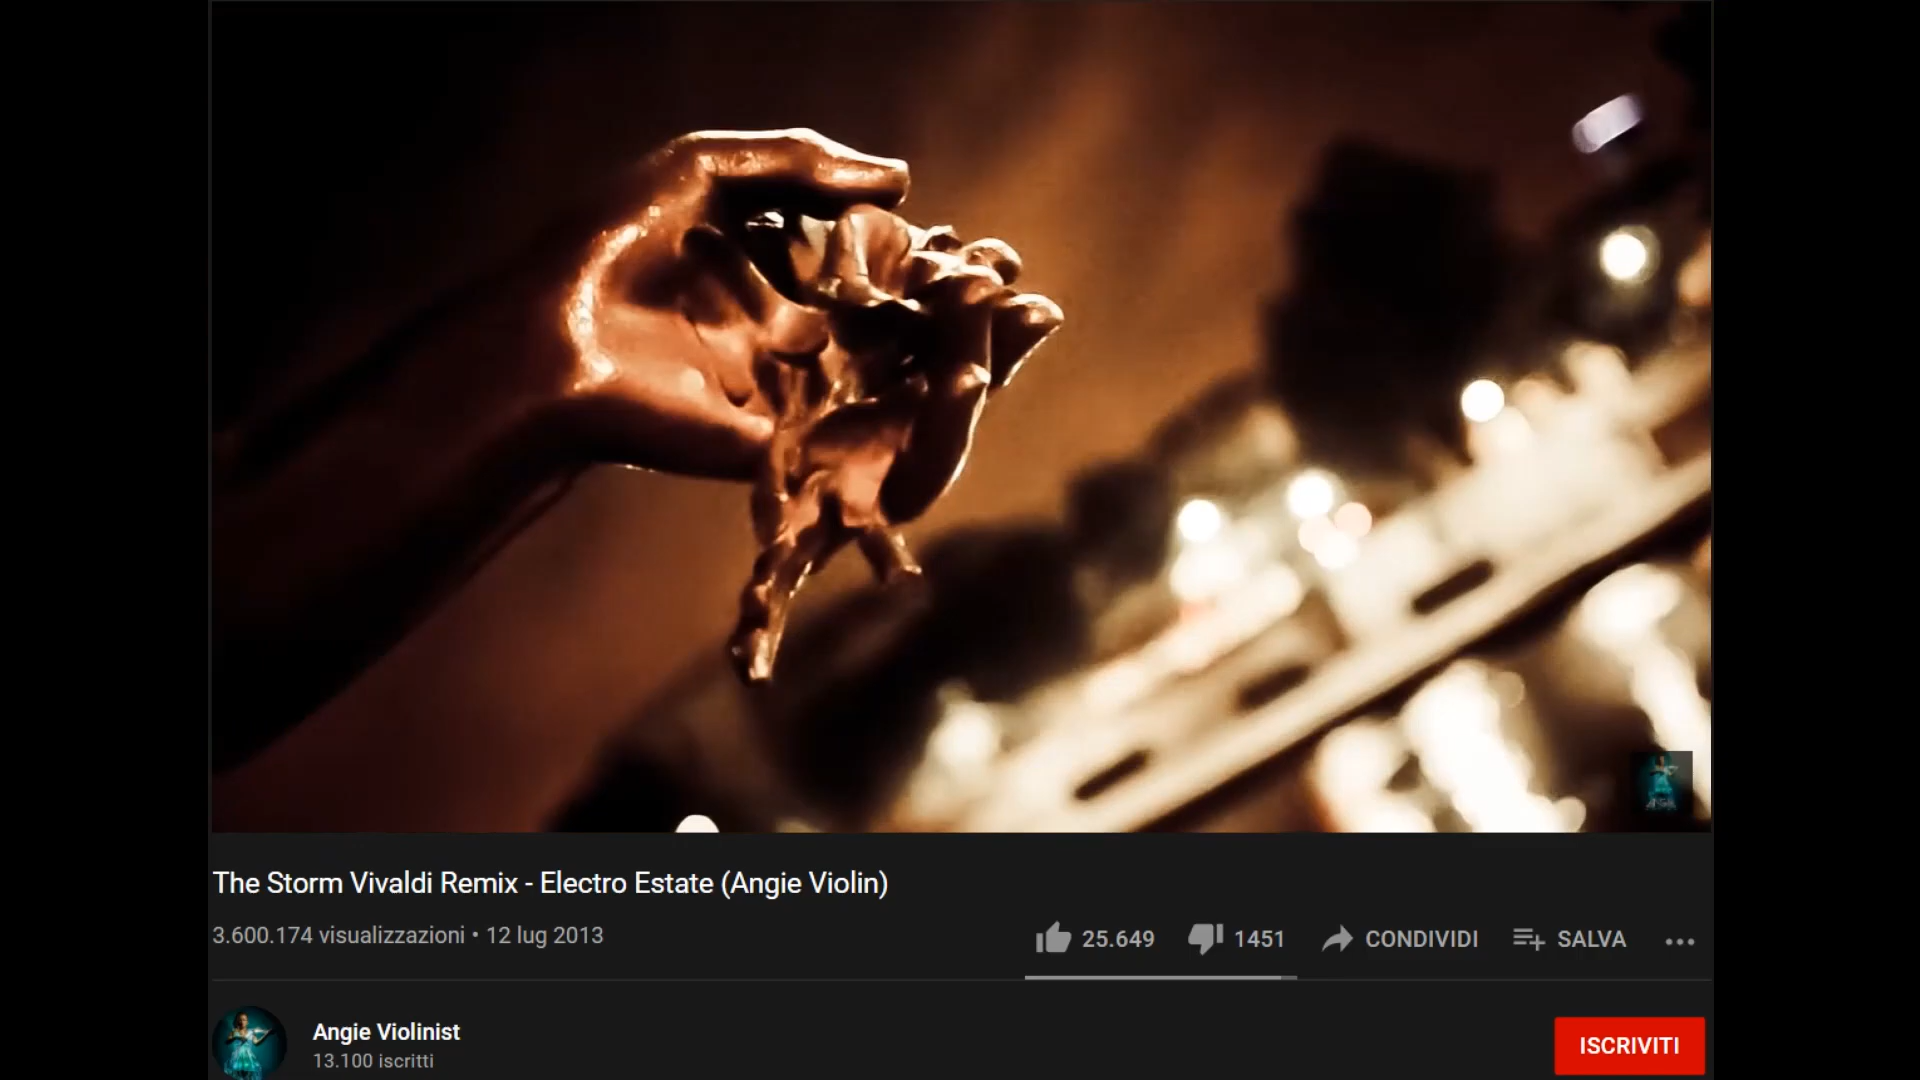 The Storm Vivaldi Remix - Electro Estate (Angie Violin)
3.600.174 visualizzazioni • 12 lug 2013
25.649
1451
CONDIVIDI
SALVA
Angie Violinist
13.100 iscritti
ISCRIVITI